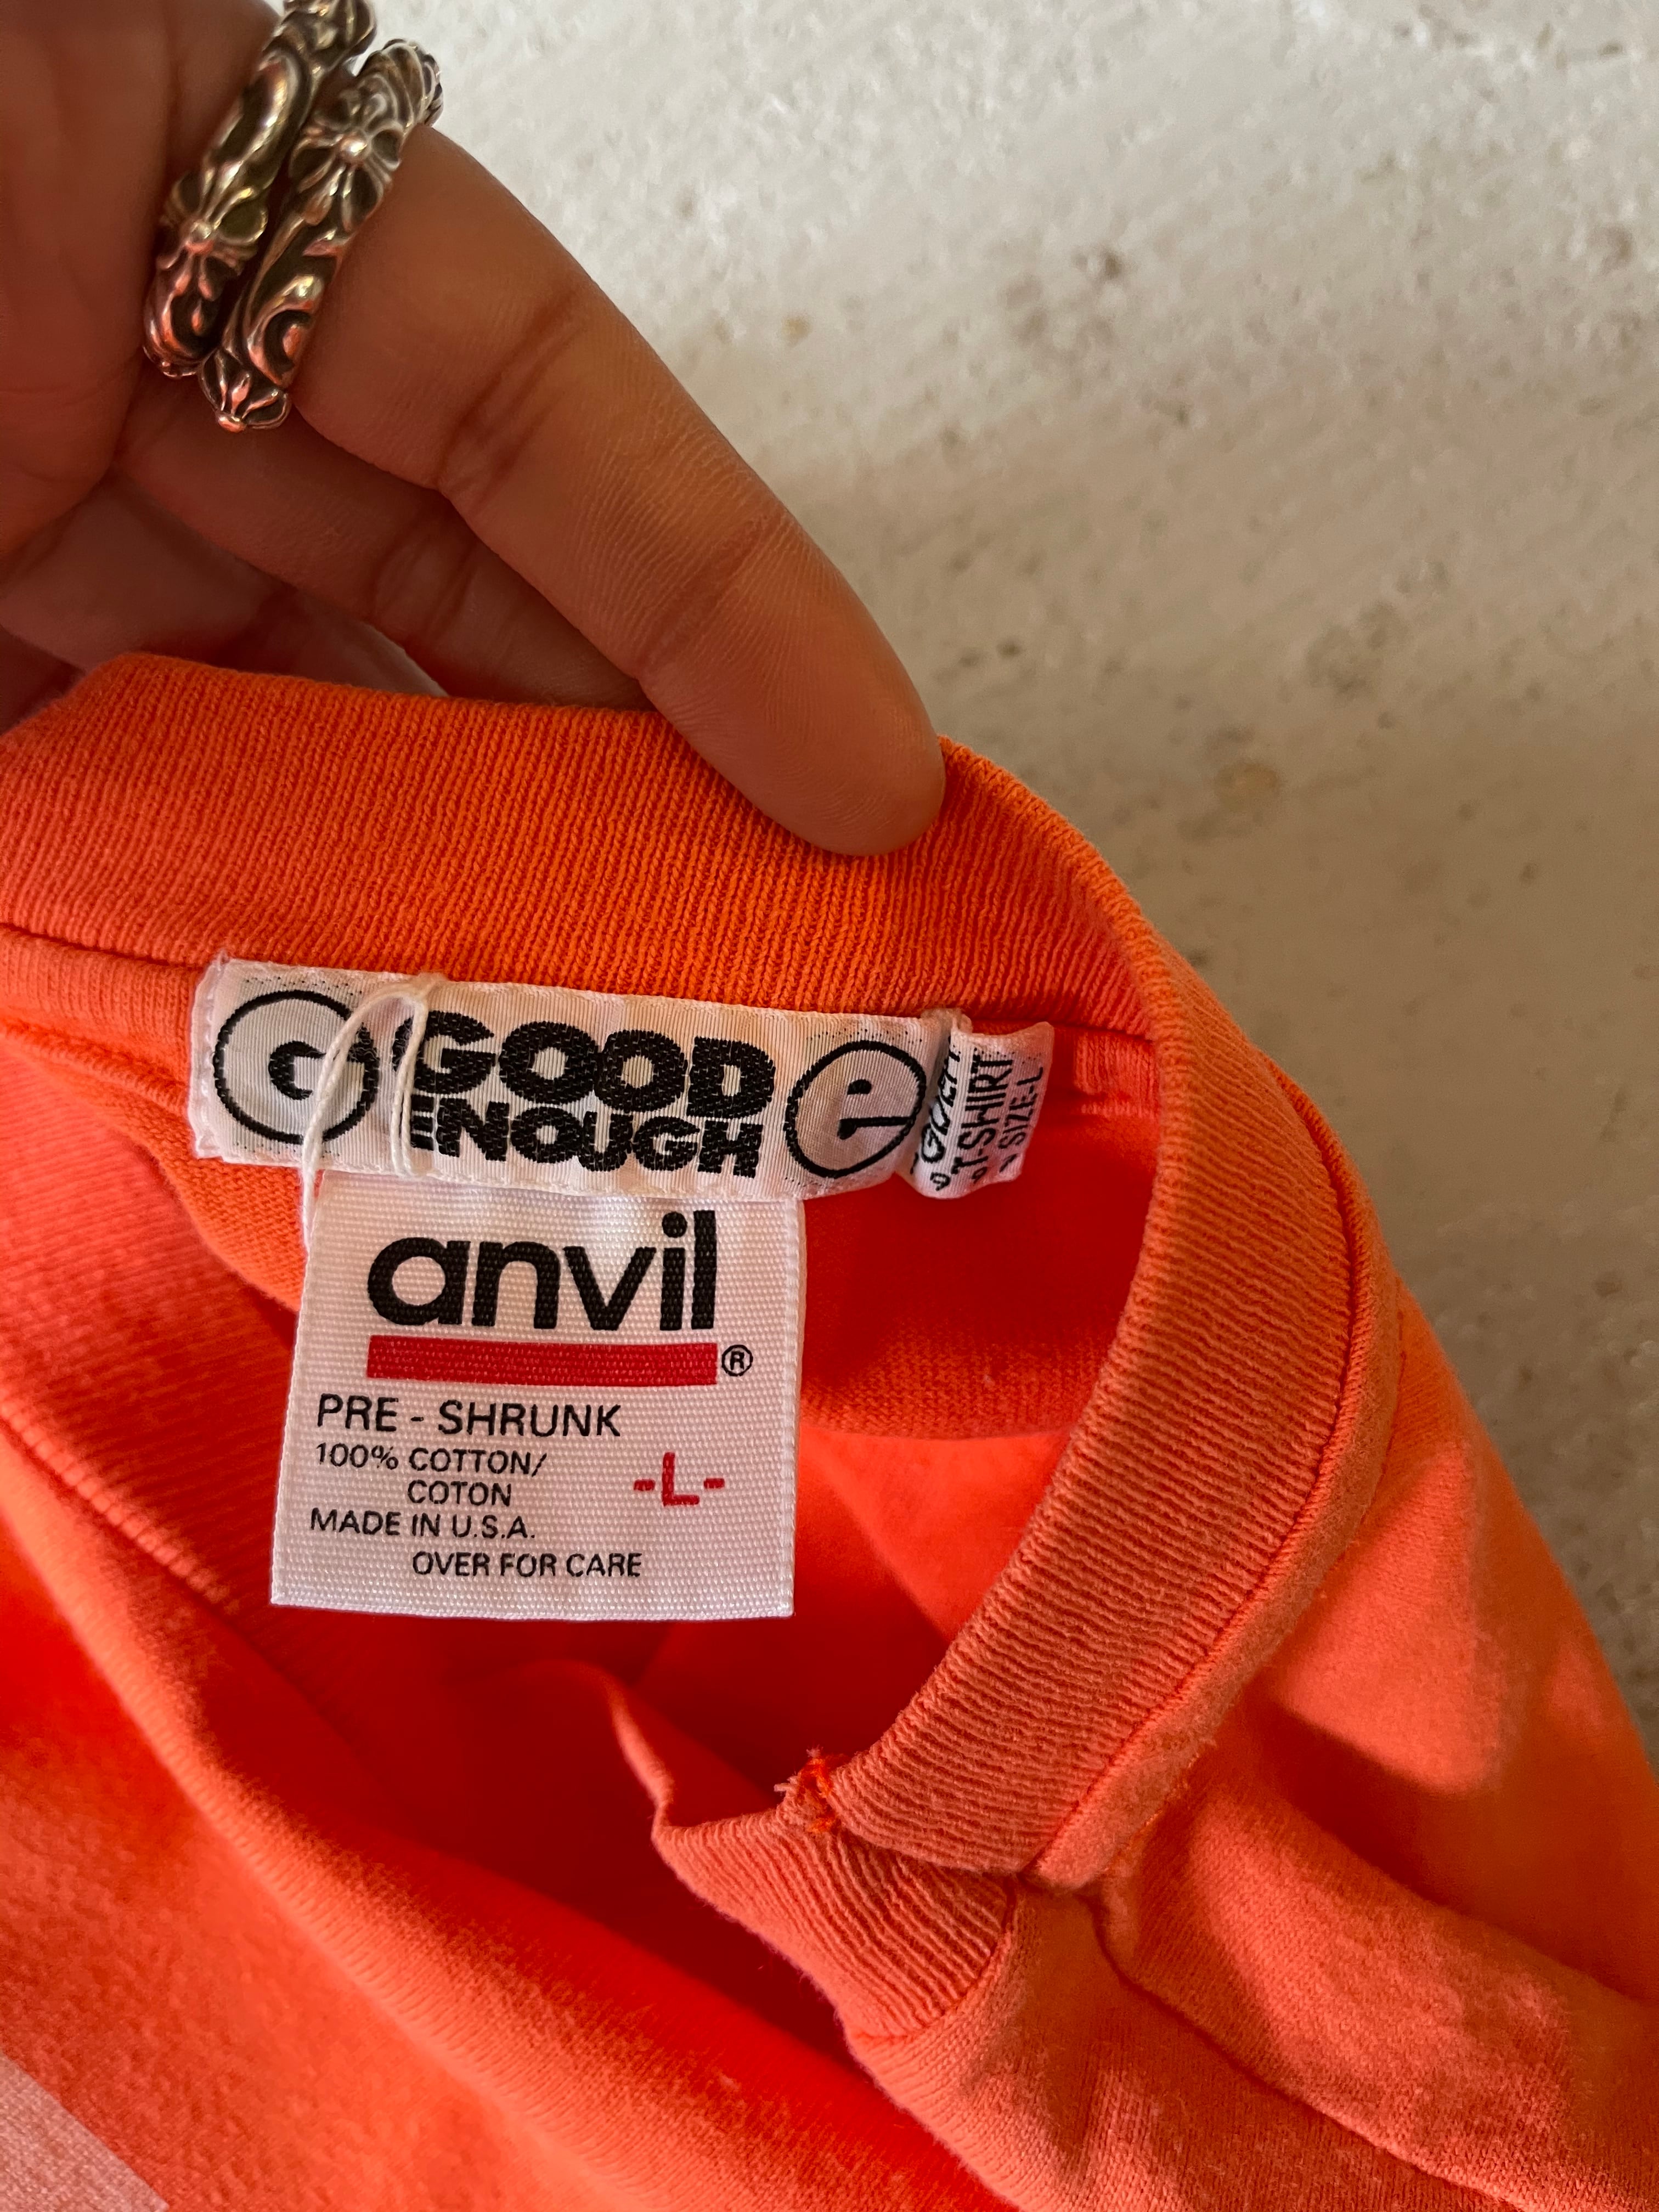 G GOOD e
ENOUGH
T-SHIRT
SIZE-L
anvil
®
PRE - SHRUNK
100% COTTON/
COTON
-L-
MADE IN U.S.A.
OVER FOR CARE